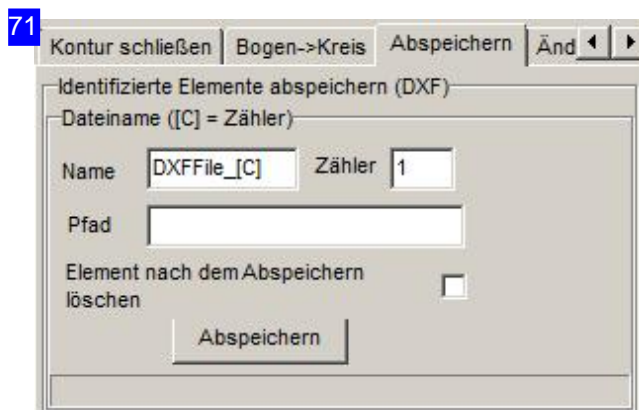 71
Kontur schließen Bogen->Kreis Abspeichern Änd
Identifizierte Elemente abspeichern (DXF)
Dateiname ([C] = Zähler)
Name DXFFile_[C] Zähler 1
Pfad
Element nach dem Abspeichern
löschen
Abspeichern